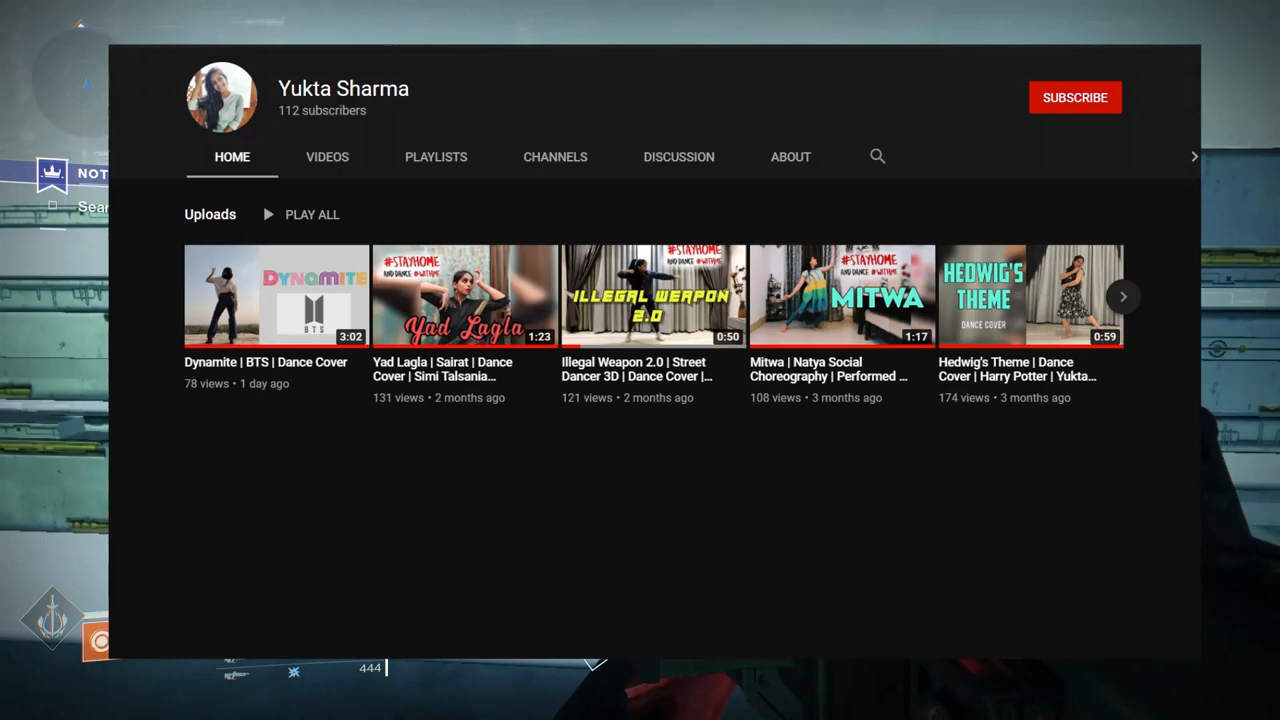 Yukta Sharma
112 subscribers
SUBSCRIBE
HOME VIDEOS PLAYLISTS CHANNELS DISCUSSION ABOUT
NOT
Sear
Uploads PLAY ALL
DYNAMITE
BTS
3:02
#STAYHOME
AND DANCE #WITHME
Yad Lagla
1:23
#STAYHOME
AND DANCE #WITHME
ILLEGAL WEAPON
2.0
0:50
#STAYHOME
AND DANCE #WITHME
MITWA
1:17
HEDWIG'S
THEME
DANCE COVER
0:59
Dynamite | BTS | Dance Cover
78 views • 1 day ago
Yad Lagla | Sairat | Dance
Cover | Simi Talsania...
131 views • 2 months ago
Illegal Weapon 2.0 | Street
Dancer 3D | Dance Cover |...
121 views • 2 months ago
Mitwa | Natya Social
Choreography | Performed ...
108 views • 3 months ago
Hedwig's Theme | Dance
Cover | Harry Potter | Yukta...
174 views • 3 months ago
444